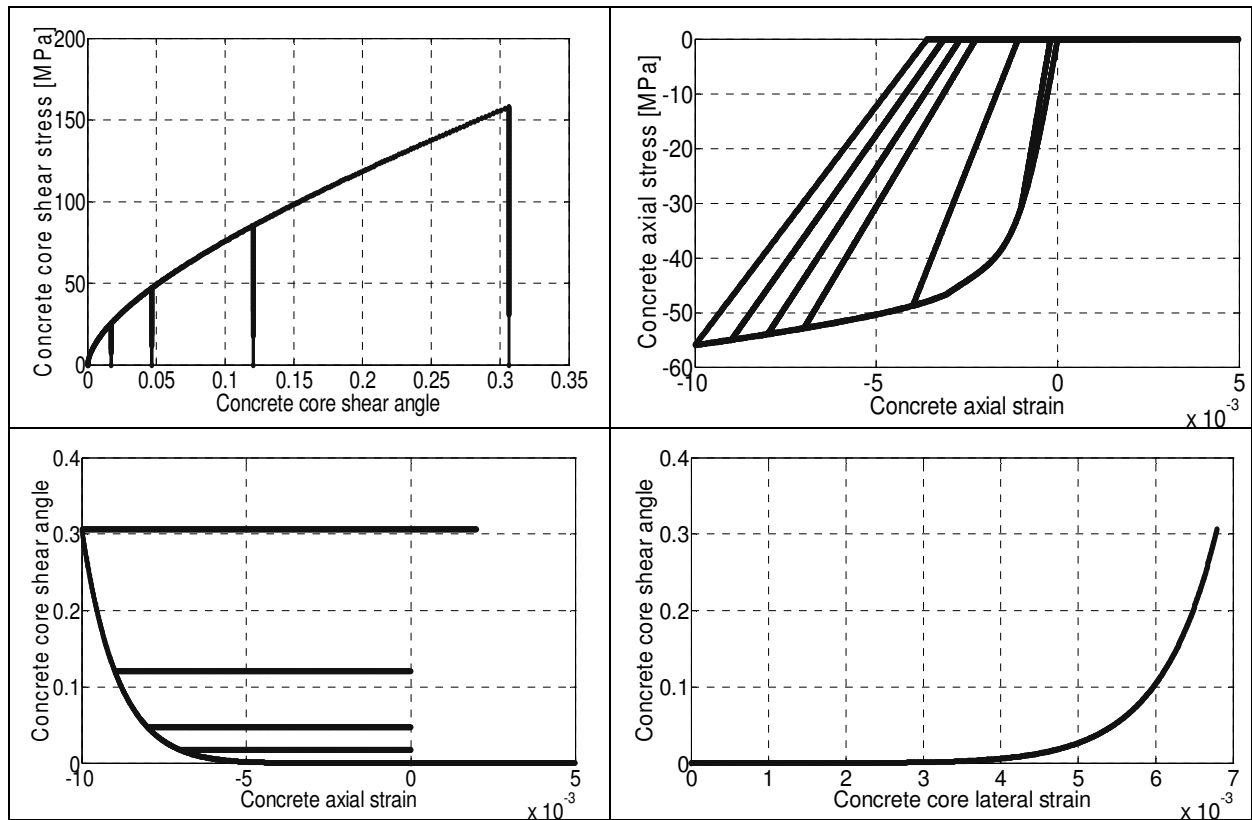 Concrete core shear stress [MPa]
200
150
100
50
0
0 0.05 0.1 0.15 0.2 0.25 0.3 0.35
Concrete core shear angle
Concrete axial stress [MPa]
0
-10
-20
-30
-40
-50
-60
-10 -5 0 5
Concrete axial strain
x 10-3
Concrete core shear angle
0.4
0.3
0.2
0.1
0
-10 -5 0 5
Concrete axial strain
x 10-3
Concrete core shear angle
0.4
0.3
0.2
0.1
0
0 1 2 3 4 5 6 7
Concrete core lateral strain
x 10-3